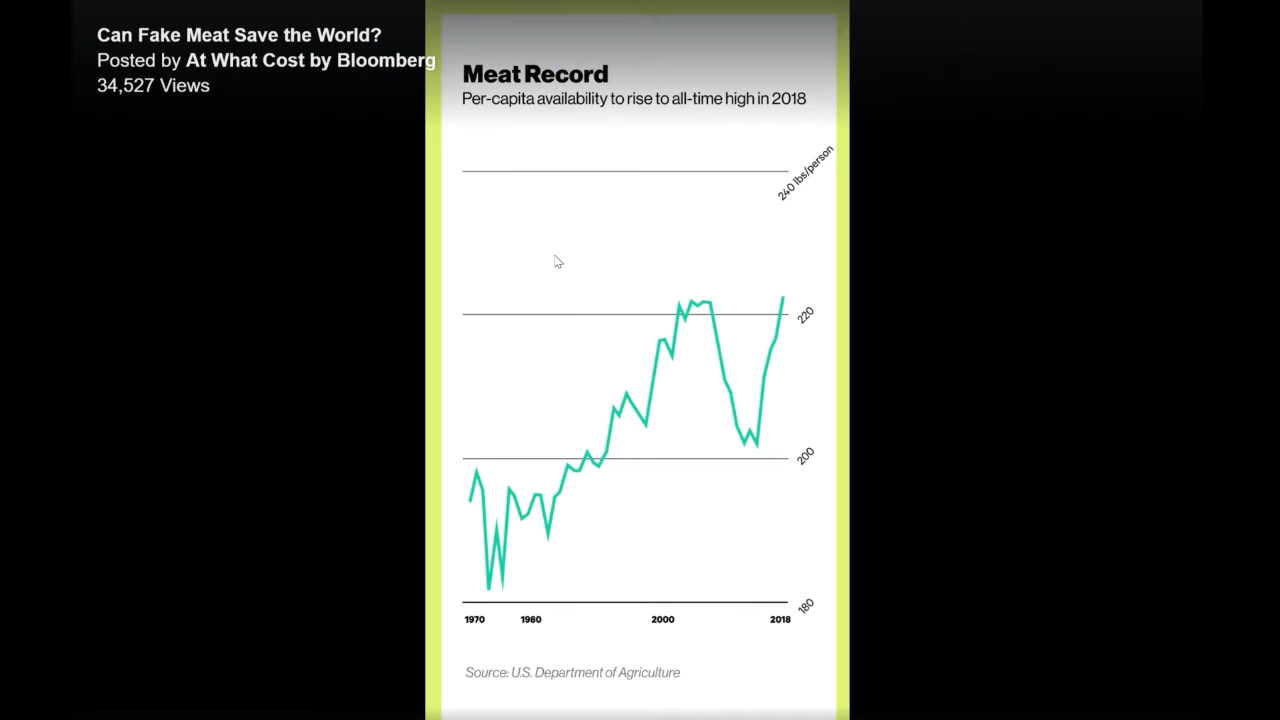 Can Fake Meat Save the World?
Posted by At What Cost by Bloomberg
34,527 Views
Meat Record
Per-capita availability to rise to all-time high in 2018
240 lbs/person
220
200
180
1970 1980 2000 2018
Source: U.S. Department of Agriculture